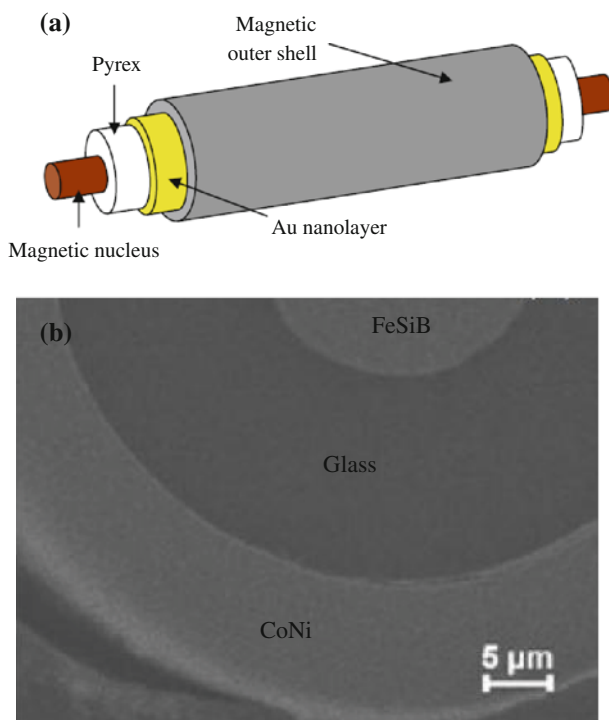 (a)
Magnetic
outer shell
Pyrex
Au nanolayer
Magnetic nucleus
(b)
FeSiB
Glass
CoNi
5 µm